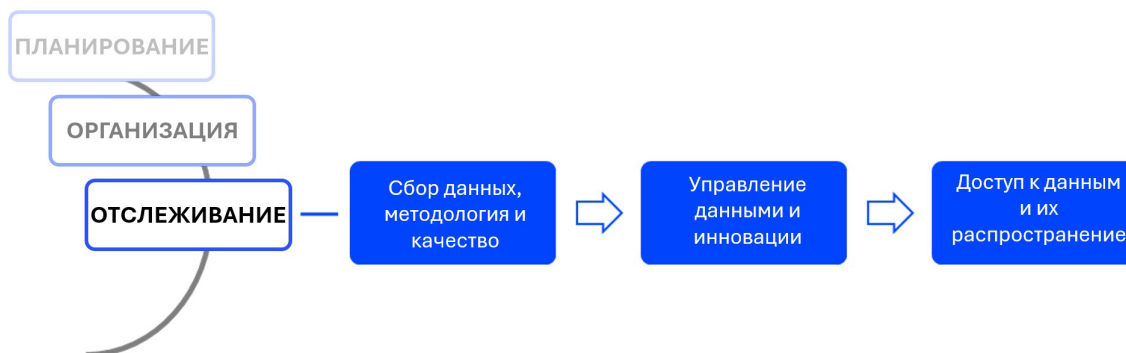 ПЛАНИРОВАНИЕ
ОРГАНИЗАЦИЯ
ОТСЛЕЖИВАНИЕ
Сбор данных,
методология и
качество
Управление
данными и
инновации
Доступ к данным
и их
распространение